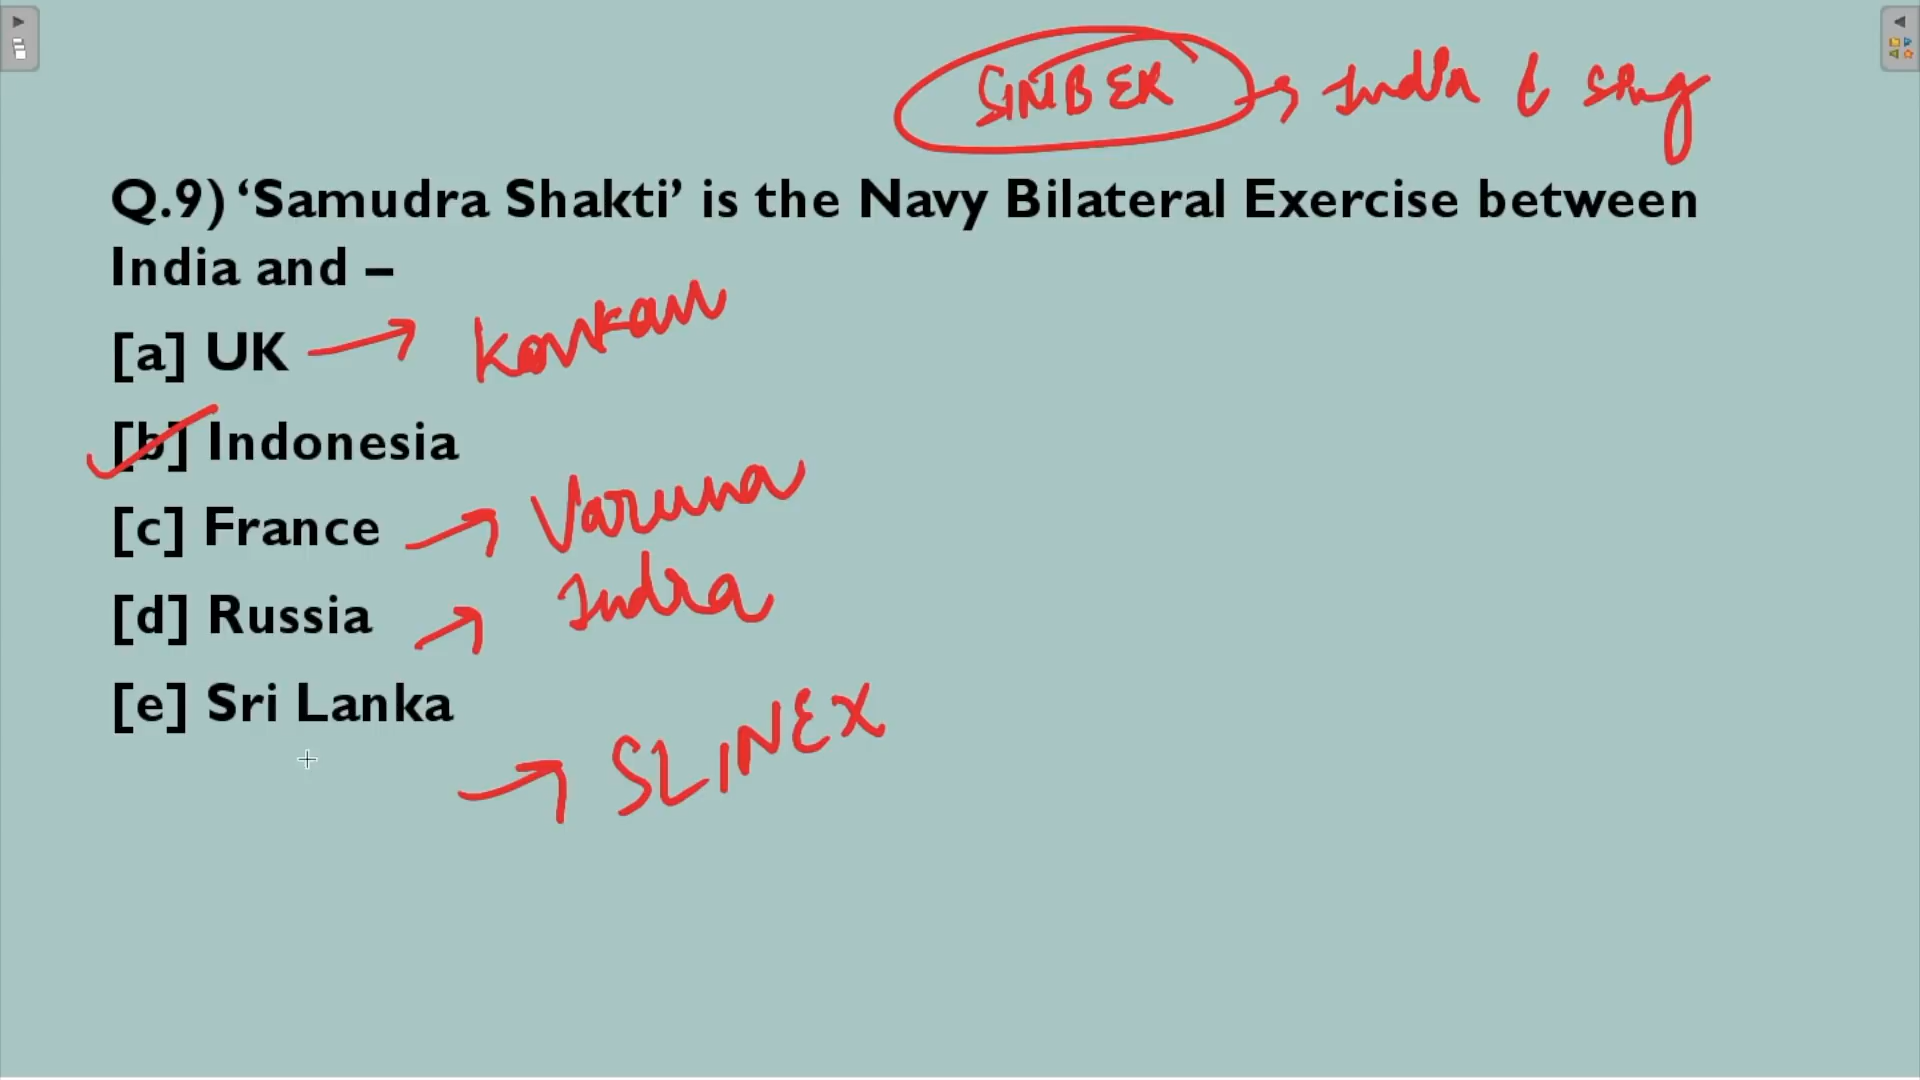 SIMBEX → India & Sing
Q.9) ‘Samudra Shakti’ is the Navy Bilateral Exercise between
India and –
[a] UK → Konkan
[b] Indonesia
[c] France → Varuna
[d] Russia → Indra
[e] Sri Lanka
→ SLINEX